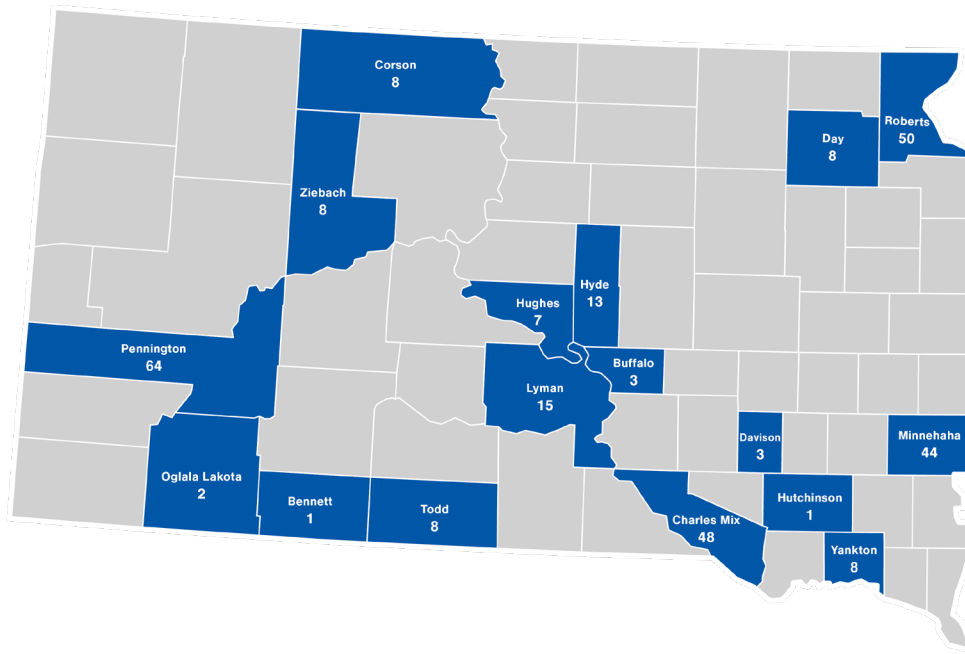 Corson
8
Roberts
50
Day
8
Ziebach
8
Hyde
13
Hughes
7
Pennington
64
Buffalo
3
Lyman
15
Davison
3
Minnehaha
44
Oglala Lakota
2
Bennett
1
Todd
8
Hutchinson
1
Charles Mix
48
Yankton
8